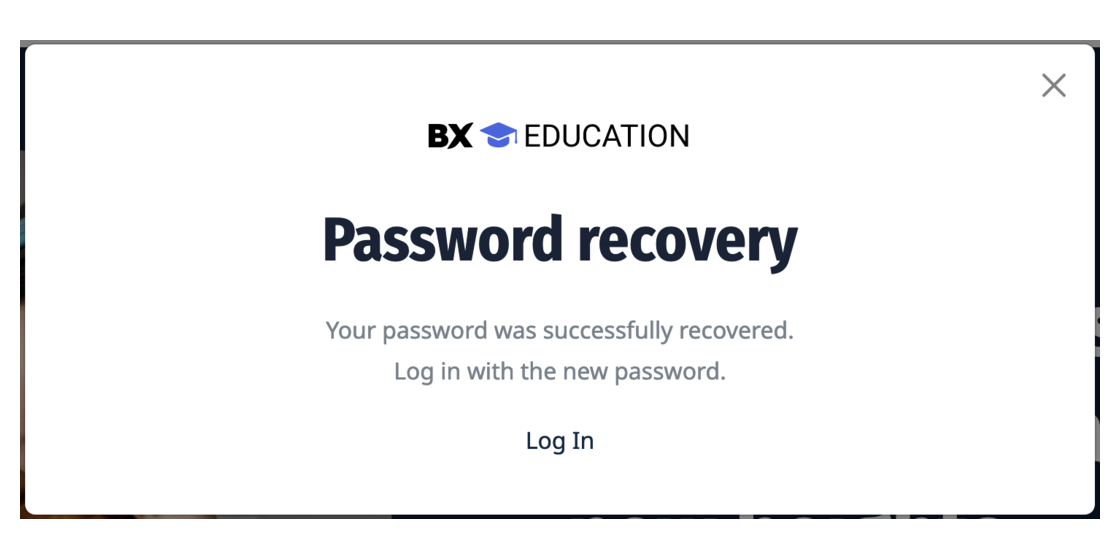 BX EDUCATION
Password recovery
Your password was successfully recovered.
Log in with the new password.
Log In